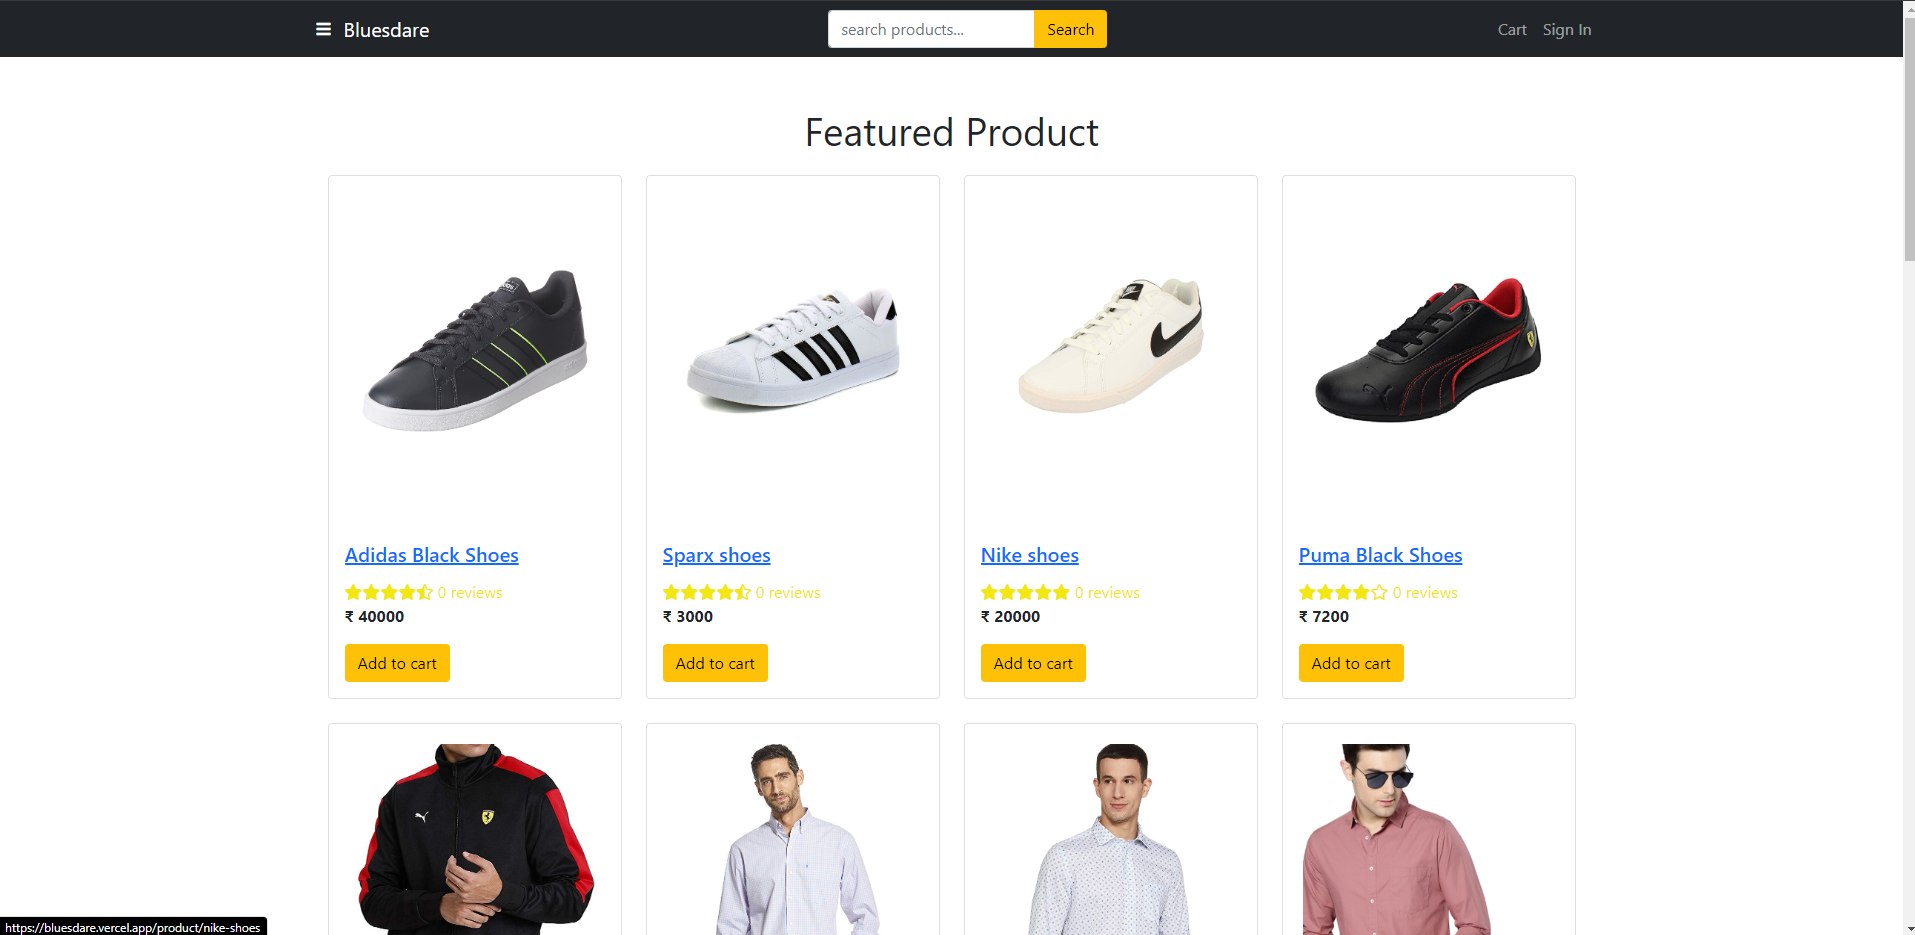 Bluesdare
search products...
Search
Cart
Sign In
Featured Product
Adidas Black Shoes
0 reviews
₹ 40000
Add to cart
Sparx shoes
0 reviews
₹ 3000
Add to cart
Nike shoes
0 reviews
₹ 20000
Add to cart
Puma Black Shoes
0 reviews
₹ 7200
Add to cart
https://bluesdare.vercel.app/product/nike-shoes